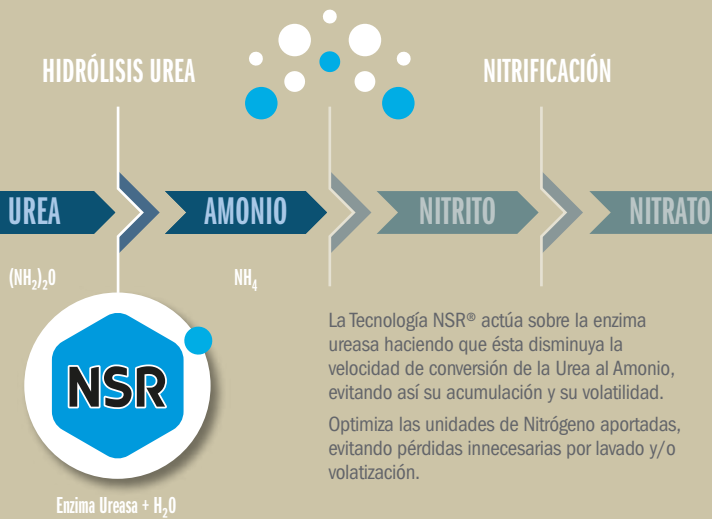 HIDRÓLISIS UREA
NITRIFICACIÓN
UREA
AMONIO
NITRITO
NITRATO
(NH₂)₂0
NH₄
NSR
Enzima Ureasa + H₂0
La Tecnología NSR® actúa sobre la enzima
ureasa haciendo que ésta disminuya la
velocidad de conversión de la Urea al Amonio,
evitando así su acumulación y su volatilidad.
Optimiza las unidades de Nitrógeno aportadas,
evitando pérdidas innecesarias por lavado y/o
volatización.